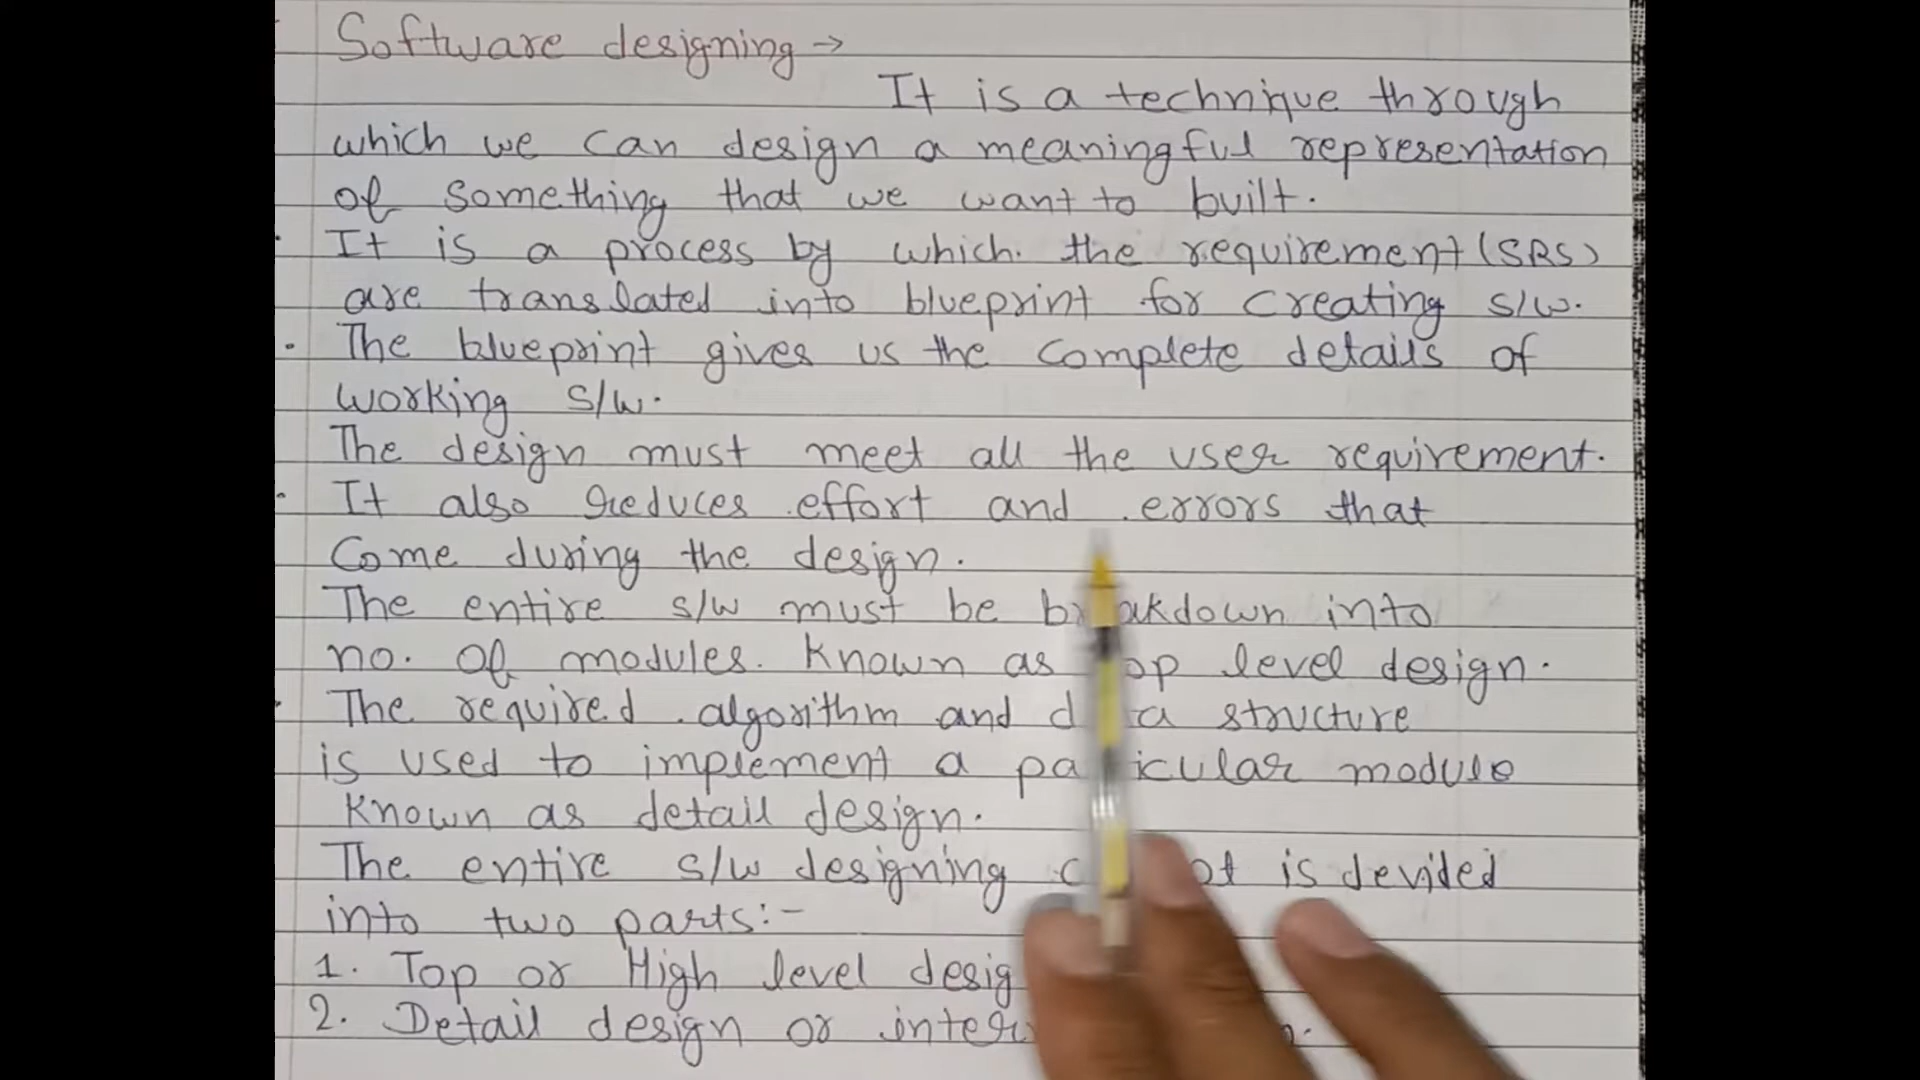 Software designing →
It is a technique through
which we can design a meaningful representation
of something that we want to built.
• It is a process by which the requirement (SRS)
are translated into blueprint for creating s/w.
• The blueprint gives us the complete details of
working s/w.
The design must meet all the user requirement.
• It also reduces effort and errors that
Come during the design.
The entire s/w must be breakdown into
no. of modules. Known as Top level design.
• The required algorithm and data structure
is used to implement a particular module
Known as detail design.
The entire s/w designing is devided
into two parts:-
1. Top or High level desig
2. Detail design or